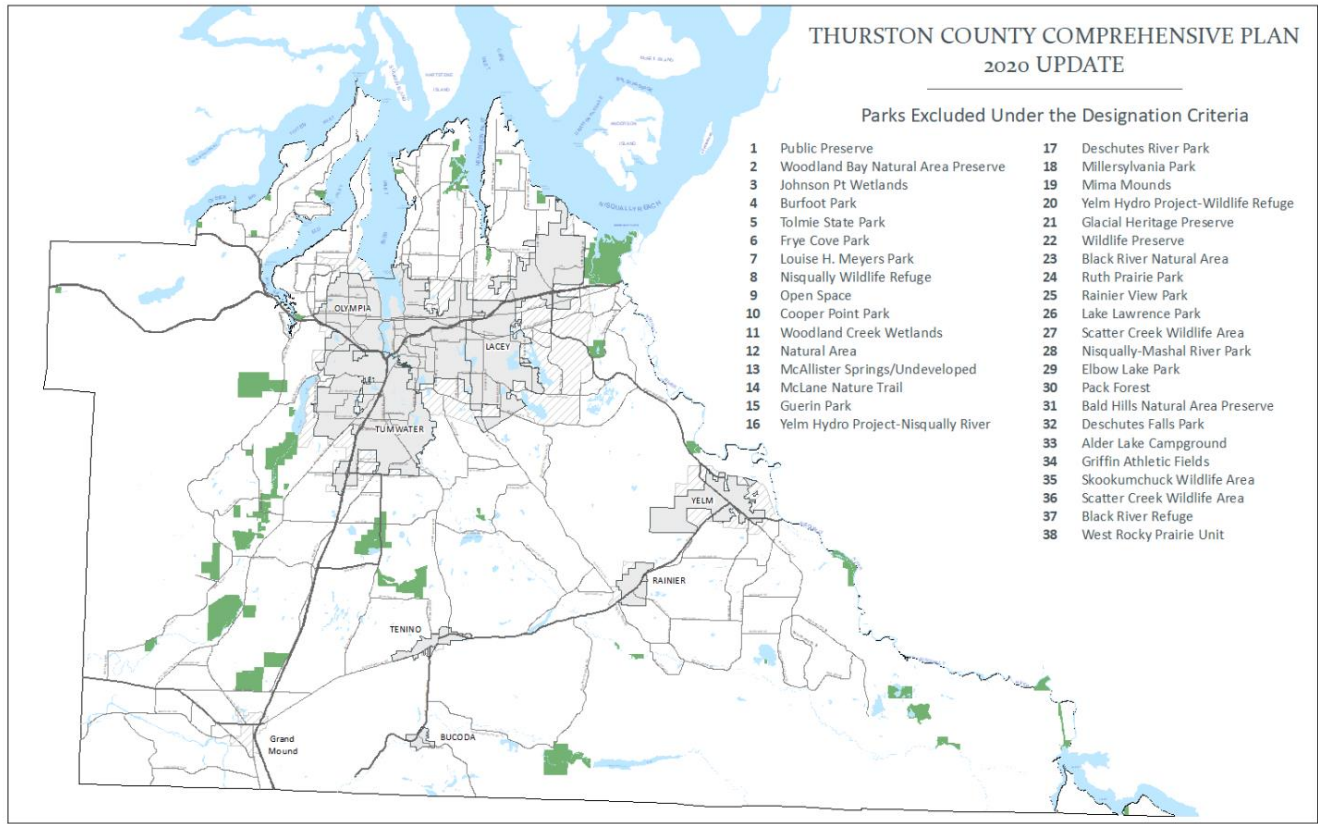 THURSTON COUNTY COMPREHENSIVE PLAN
2020 UPDATE
Parks Excluded Under the Designation Criteria
1 Public Preserve
2 Woodland Bay Natural Area Preserve
3 Johnson Pt Wetlands
4 Burfoot Park
5 Tolmie State Park
6 Frye Cove Park
7 Louise H. Meyers Park
8 Nisqually Wildlife Refuge
9 Open Space
10 Cooper Point Park
11 Woodland Creek Wetlands
12 Natural Area
13 McAllister Springs/Undeveloped
14 McLane Nature Trail
15 Guerin Park
16 Yelm Hydro Project-Nisqually River
17 Deschutes River Park
18 Millersylvania Park
19 Mima Mounds
20 Yelm Hydro Project-Wildlife Refuge
21 Glacial Heritage Preserve
22 Wildlife Preserve
23 Black River Natural Area
24 Ruth Prairie Park
25 Rainier View Park
26 Lake Lawrence Park
27 Scatter Creek Wildlife Area
28 Nisqually-Mashal River Park
29 Elbow Lake Park
30 Pack Forest
31 Bald Hills Natural Area Preserve
32 Deschutes Falls Park
33 Alder Lake Campground
34 Griffin Athletic Fields
35 Skookumchuck Wildlife Area
36 Scatter Creek Wildlife Area
37 Black River Refuge
38 West Rocky Prairie Unit
ANDERSON
ISLAND
NISQUALLY REACH
OLYMPIA
LACEY
TUMWATER
YELM
RAINIER
TENINO
Grand
Mound
BUCODA